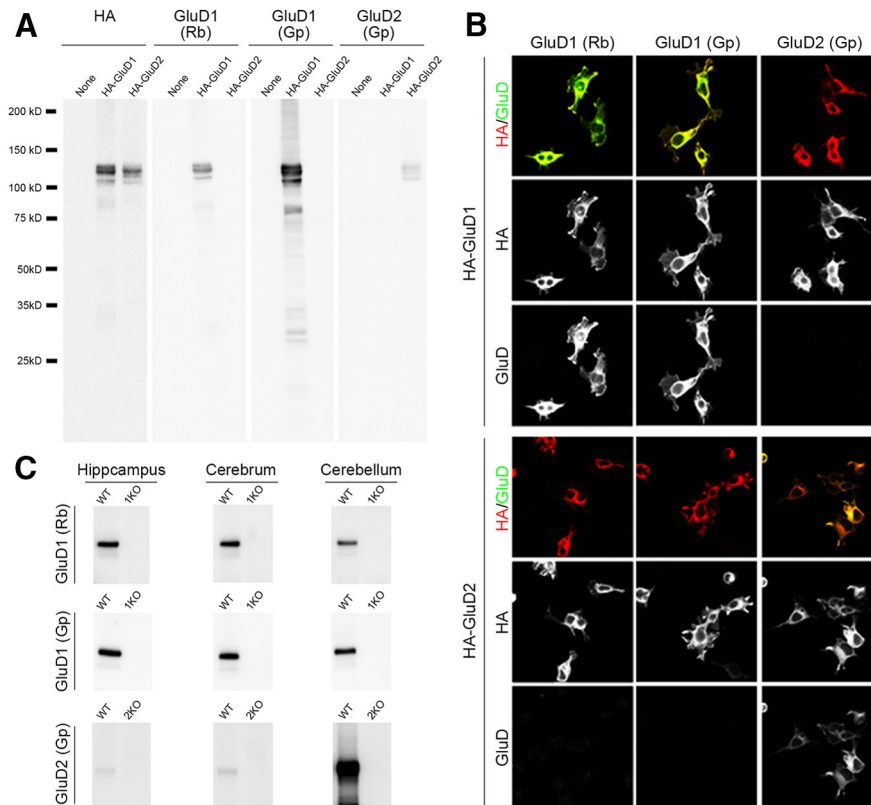 A
HA
GluD1
(Rb)
GluD1
(Gp)
GluD2
(Gp)
None
HA-GluD1
HA-GluD2
None
HA-GluD1
HA-GluD2
None
HA-GluD1
HA-GluD2
None
HA-GluD1
HA-GluD2
200 kD
150 kD
100 kD
75 kD
50kD
35kD
25kD
B
GluD1 (Rb)
GluD1 (Gp)
GluD2 (Gp)
HA-GluD1
HA/GluD
HA
GluD
HA-GluD2
HA/GluD
HA
GluD
C
Hippcampus
Cerebrum
Cerebellum
GluD1 (Rb)
WT
1KO
WT
1KO
WT
1KO
GluD1 (Gp)
WT
1KO
WT
1KO
WT
1KO
GluD2 (Gp)
WT
2KO
WT
2KO
WT
2KO